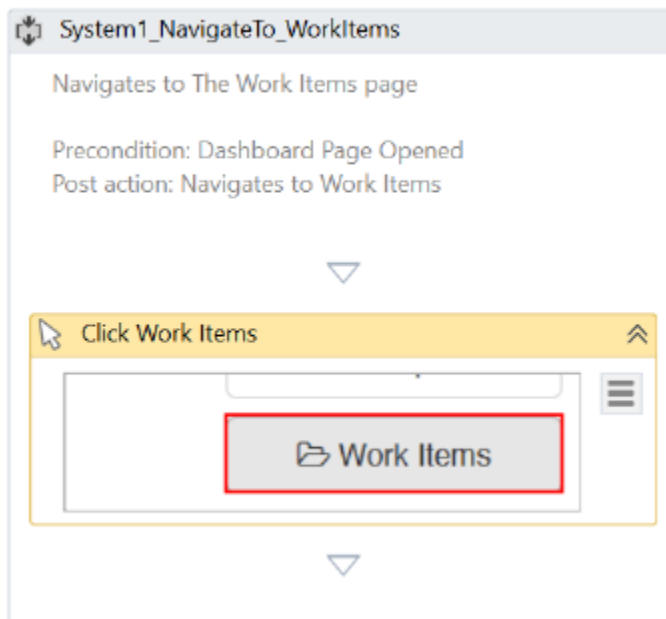 System1_NavigateTo_WorkItems
Navigates to The Work Items page
Precondition: Dashboard Page Opened
Post action: Navigates to Work Items
Click Work Items
Work Items